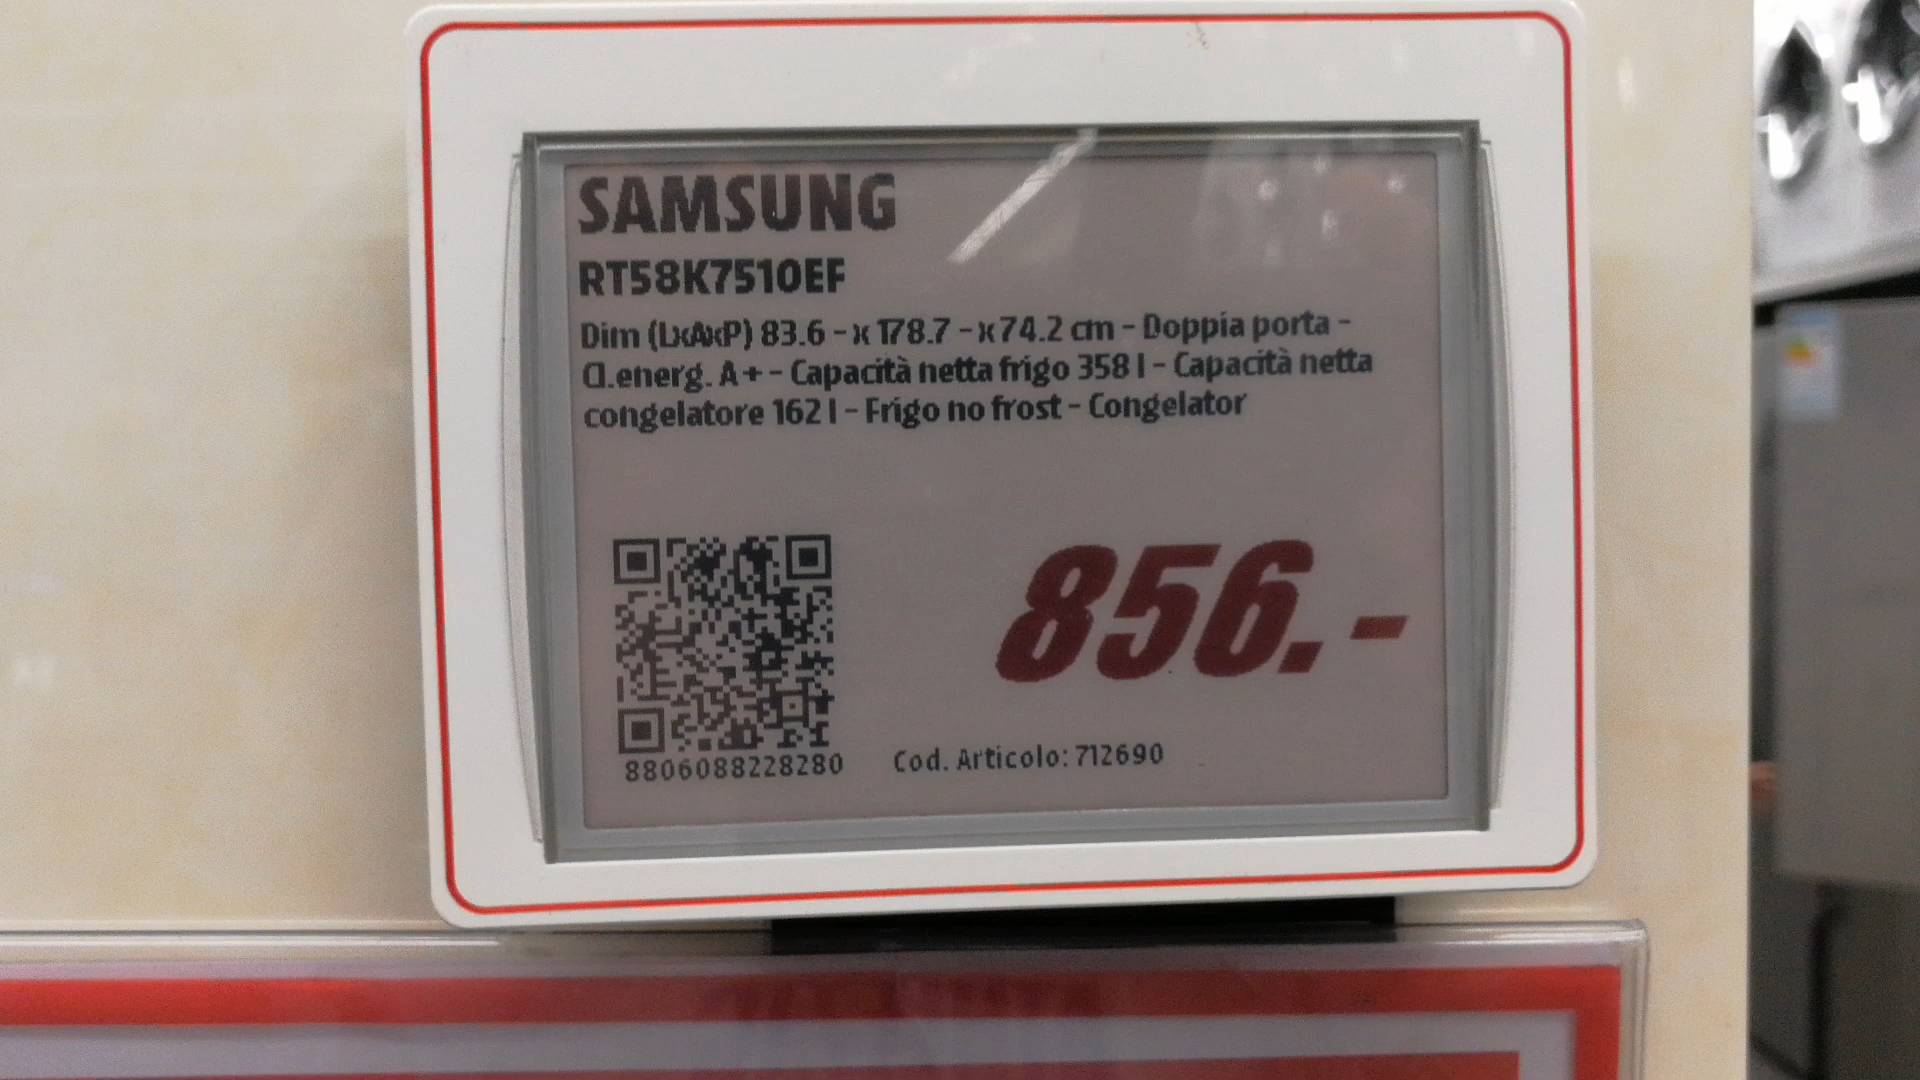 SAMSUNG
RT58K7510EF
Dim (LxAxP) 83.6 - x 178.7 - x 74.2 cm - Doppia porta -
Cl.energ. A+ - Capacità netta frigo 358 l - Capacità netta
congelatore 162 l - Frigo no frost - Congelator
856.-
8806088228280
Cod. Articolo: 712690